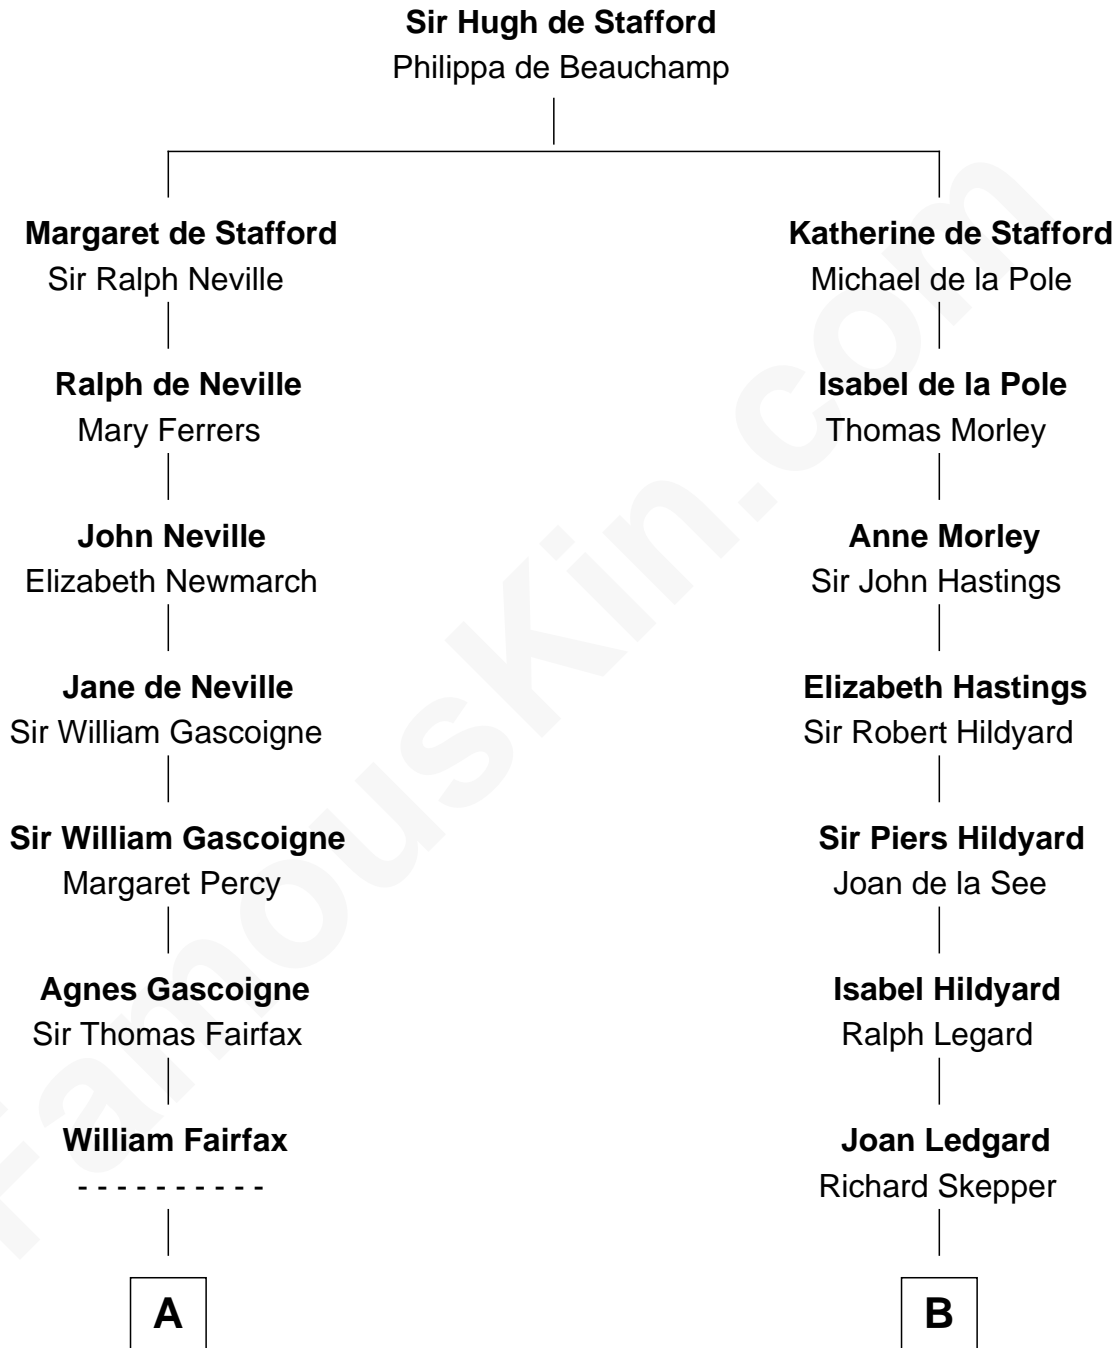 Sir Hugh de Stafford
Philippa de Beauchamp
Margaret de Stafford
Sir Ralph Neville
Ralph de Neville
Mary Ferrers
John Neville
Elizabeth Newmarch
Jane de Neville
Sir William Gascoigne
Sir William Gascoigne
Margaret Percy
Agnes Gascoigne
Sir Thomas Fairfax
William Fairfax
- - - - - - - - - -
A
Katherine de Stafford
Michael de la Pole
Isabel de la Pole
Thomas Morley
Anne Morley
Sir John Hastings
Elizabeth Hastings
Sir Robert Hildyard
Sir Piers Hildyard
Joan de la See
Isabel Hildyard
Ralph Legard
Joan Ledgard
Richard Skepper
B
FamousKin.com